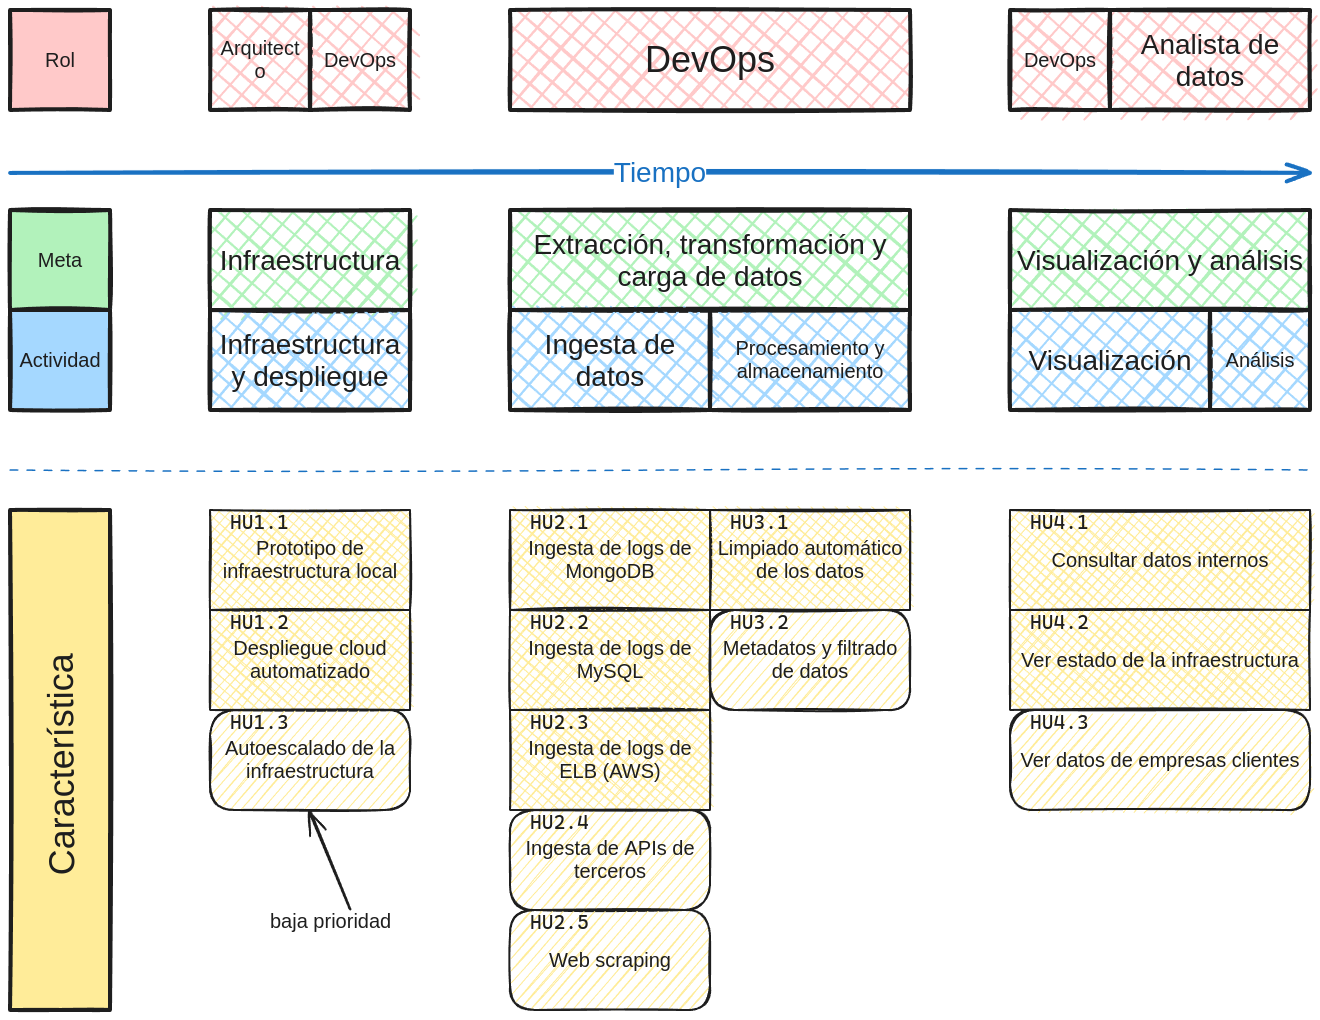 Rol
Arquitect
o
DevOps
DevOps
DevOps
Analista de
datos
Tiempo
Meta
Infraestructura
Extracción, transformación y
carga de datos
Visualización y análisis
Actividad
Infraestructura
y despliegue
Ingesta de
datos
Procesamiento y
almacenamiento
Visualización
Análisis
Característica
HU1.1
Prototipo de
infraestructura local
HU1.2
Despliegue cloud
automatizado
HU1.3
Autoescalado de la
infraestructura
baja prioridad
HU2.1
Ingesta de logs de
MongoDB
HU2.2
Ingesta de logs de
MySQL
HU2.3
Ingesta de logs de
ELB (AWS)
HU2.4
Ingesta de APIs de
terceros
HU2.5
Web scraping
HU3.1
Limpiado automático
de los datos
HU3.2
Metadatos y filtrado
de datos
HU4.1
Consultar datos internos
HU4.2
Ver estado de la infraestructura
HU4.3
Ver datos de empresas clientes